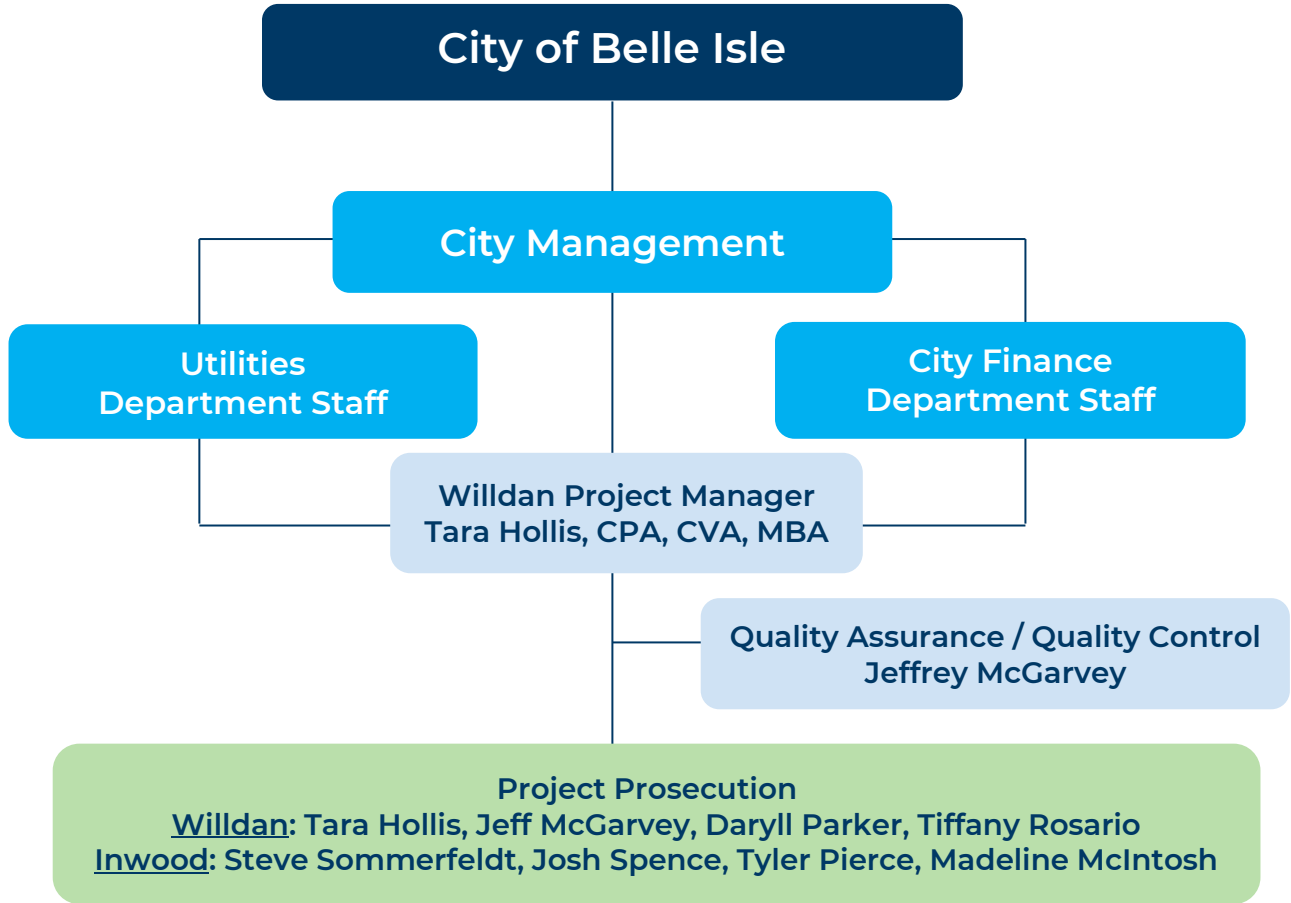 City of Belle Isle
City Management
Utilities
Department Staff
City Finance
Department Staff
Willdan Project Manager
Tara Hollis, CPA, CVA, MBA
Quality Assurance / Quality Control
Jeffrey McGarvey
Project Prosecution
Willdan: Tara Hollis, Jeff McGarvey, Daryll Parker, Tiffany Rosario
Inwood: Steve Sommerfeldt, Josh Spence, Tyler Pierce, Madeline McIntosh